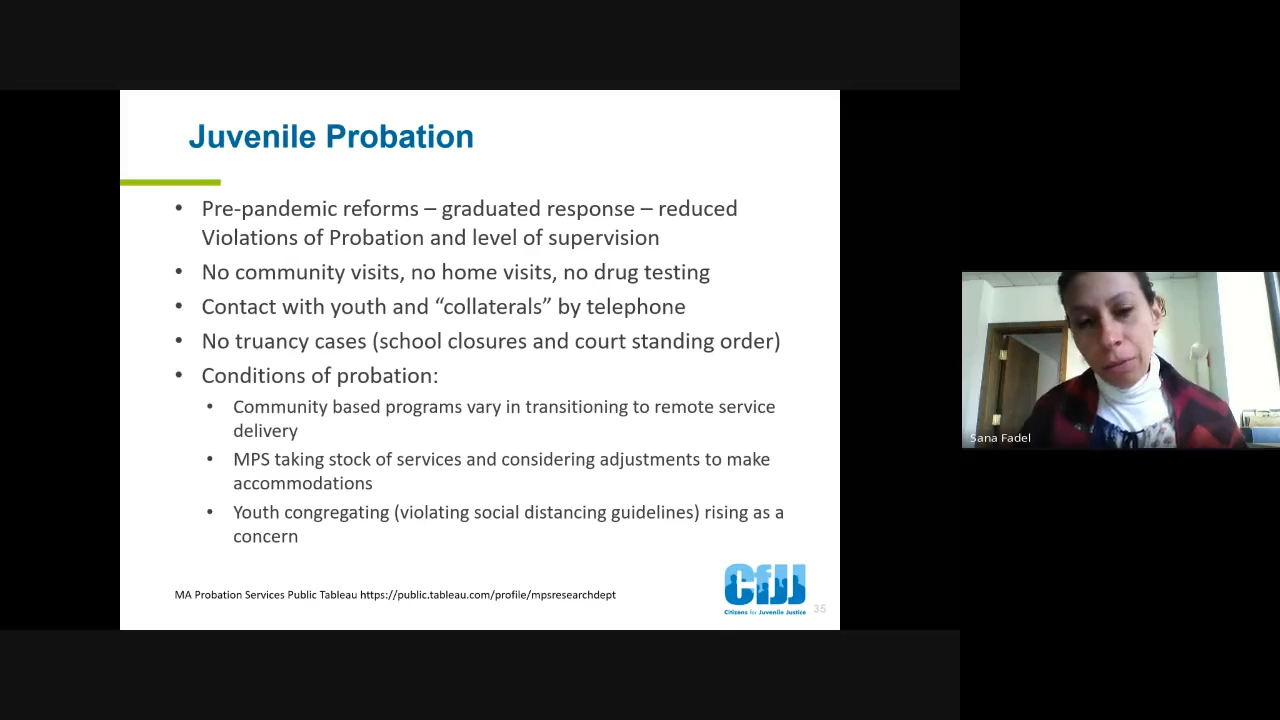 Juvenile Probation
• Pre-pandemic reforms – graduated response – reduced
Violations of Probation and level of supervision
• No community visits, no home visits, no drug testing
• Contact with youth and “collaterals” by telephone
• No truancy cases (school closures and court standing order)
• Conditions of probation:
• Community based programs vary in transitioning to remote service
delivery
• MPS taking stock of services and considering adjustments to make
accommodations
• Youth congregating (violating social distancing guidelines) rising as a
concern
MA Probation Services Public Tableau https://public.tableau.com/profile/mpsresearchdept
CfJJ
Citizens for Juvenile Justice
35
Sana Fadel